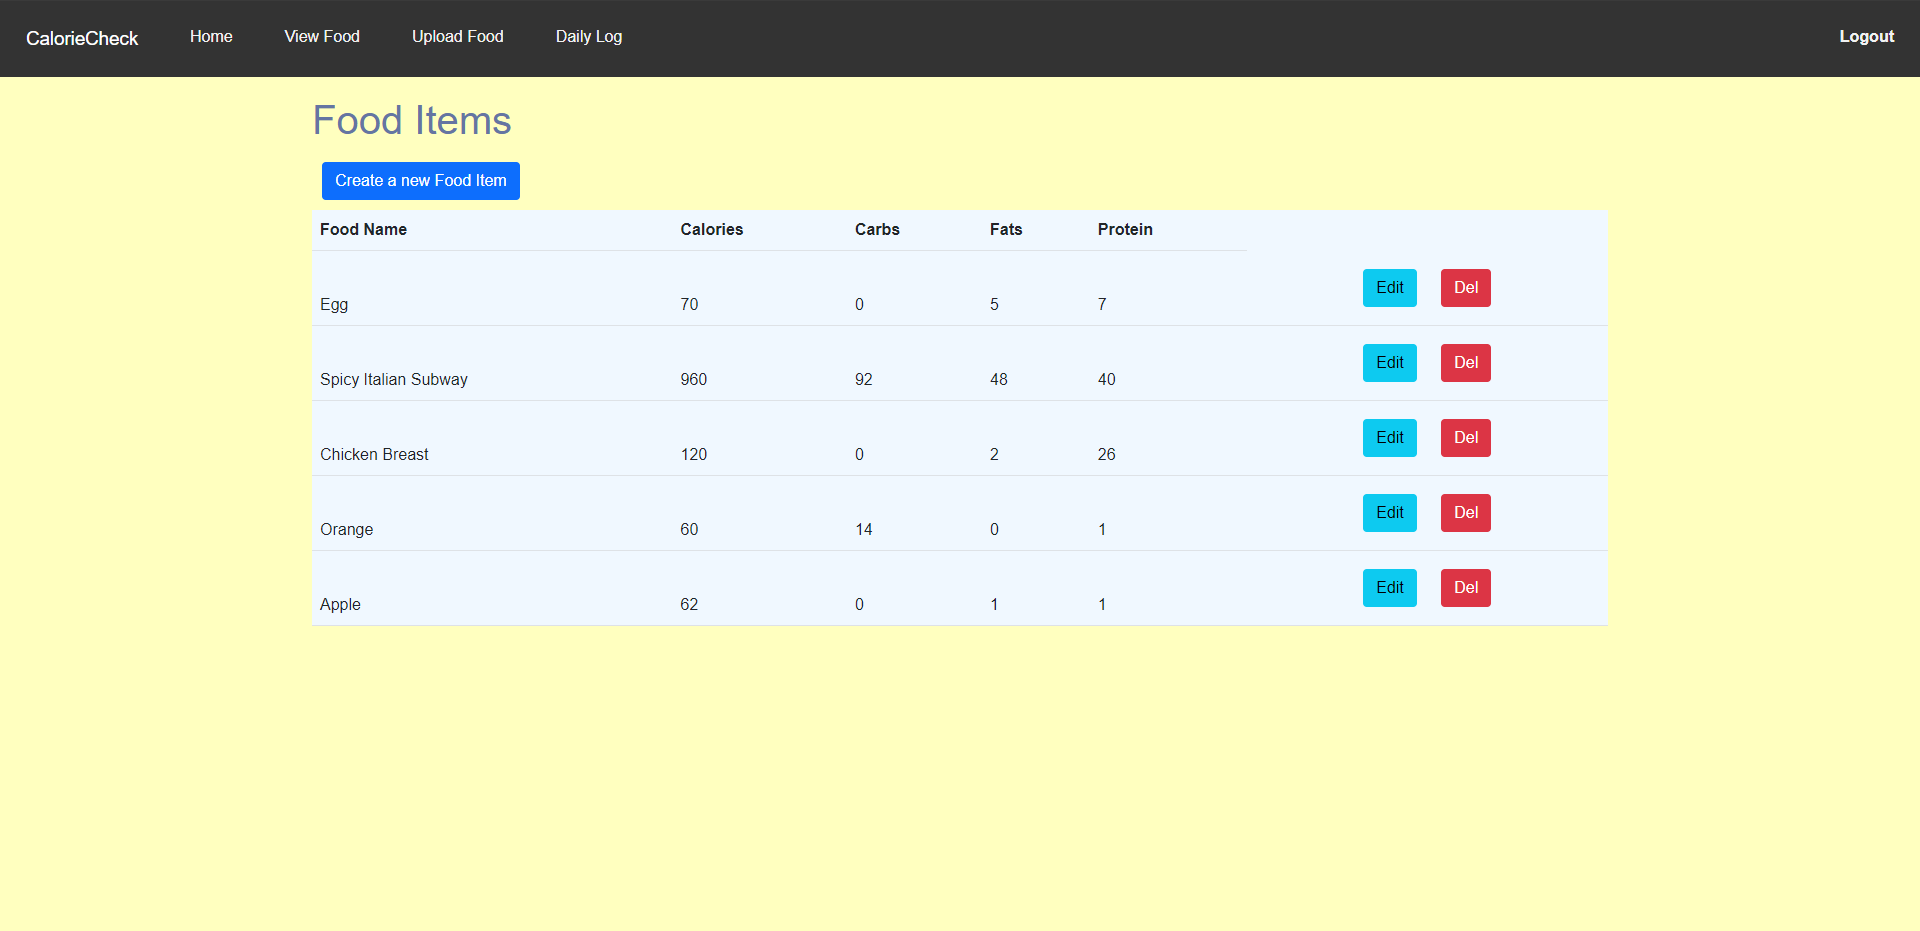 CalorieCheck Home View Food Upload Food Daily Log Logout
Food Items
Create a new Food Item
Food Name Calories Carbs Fats Protein
Egg 70 0 5 7 Edit Del
Spicy Italian Subway 960 92 48 40 Edit Del
Chicken Breast 120 0 2 26 Edit Del
Orange 60 14 0 1 Edit Del
Apple 62 0 1 1 Edit Del